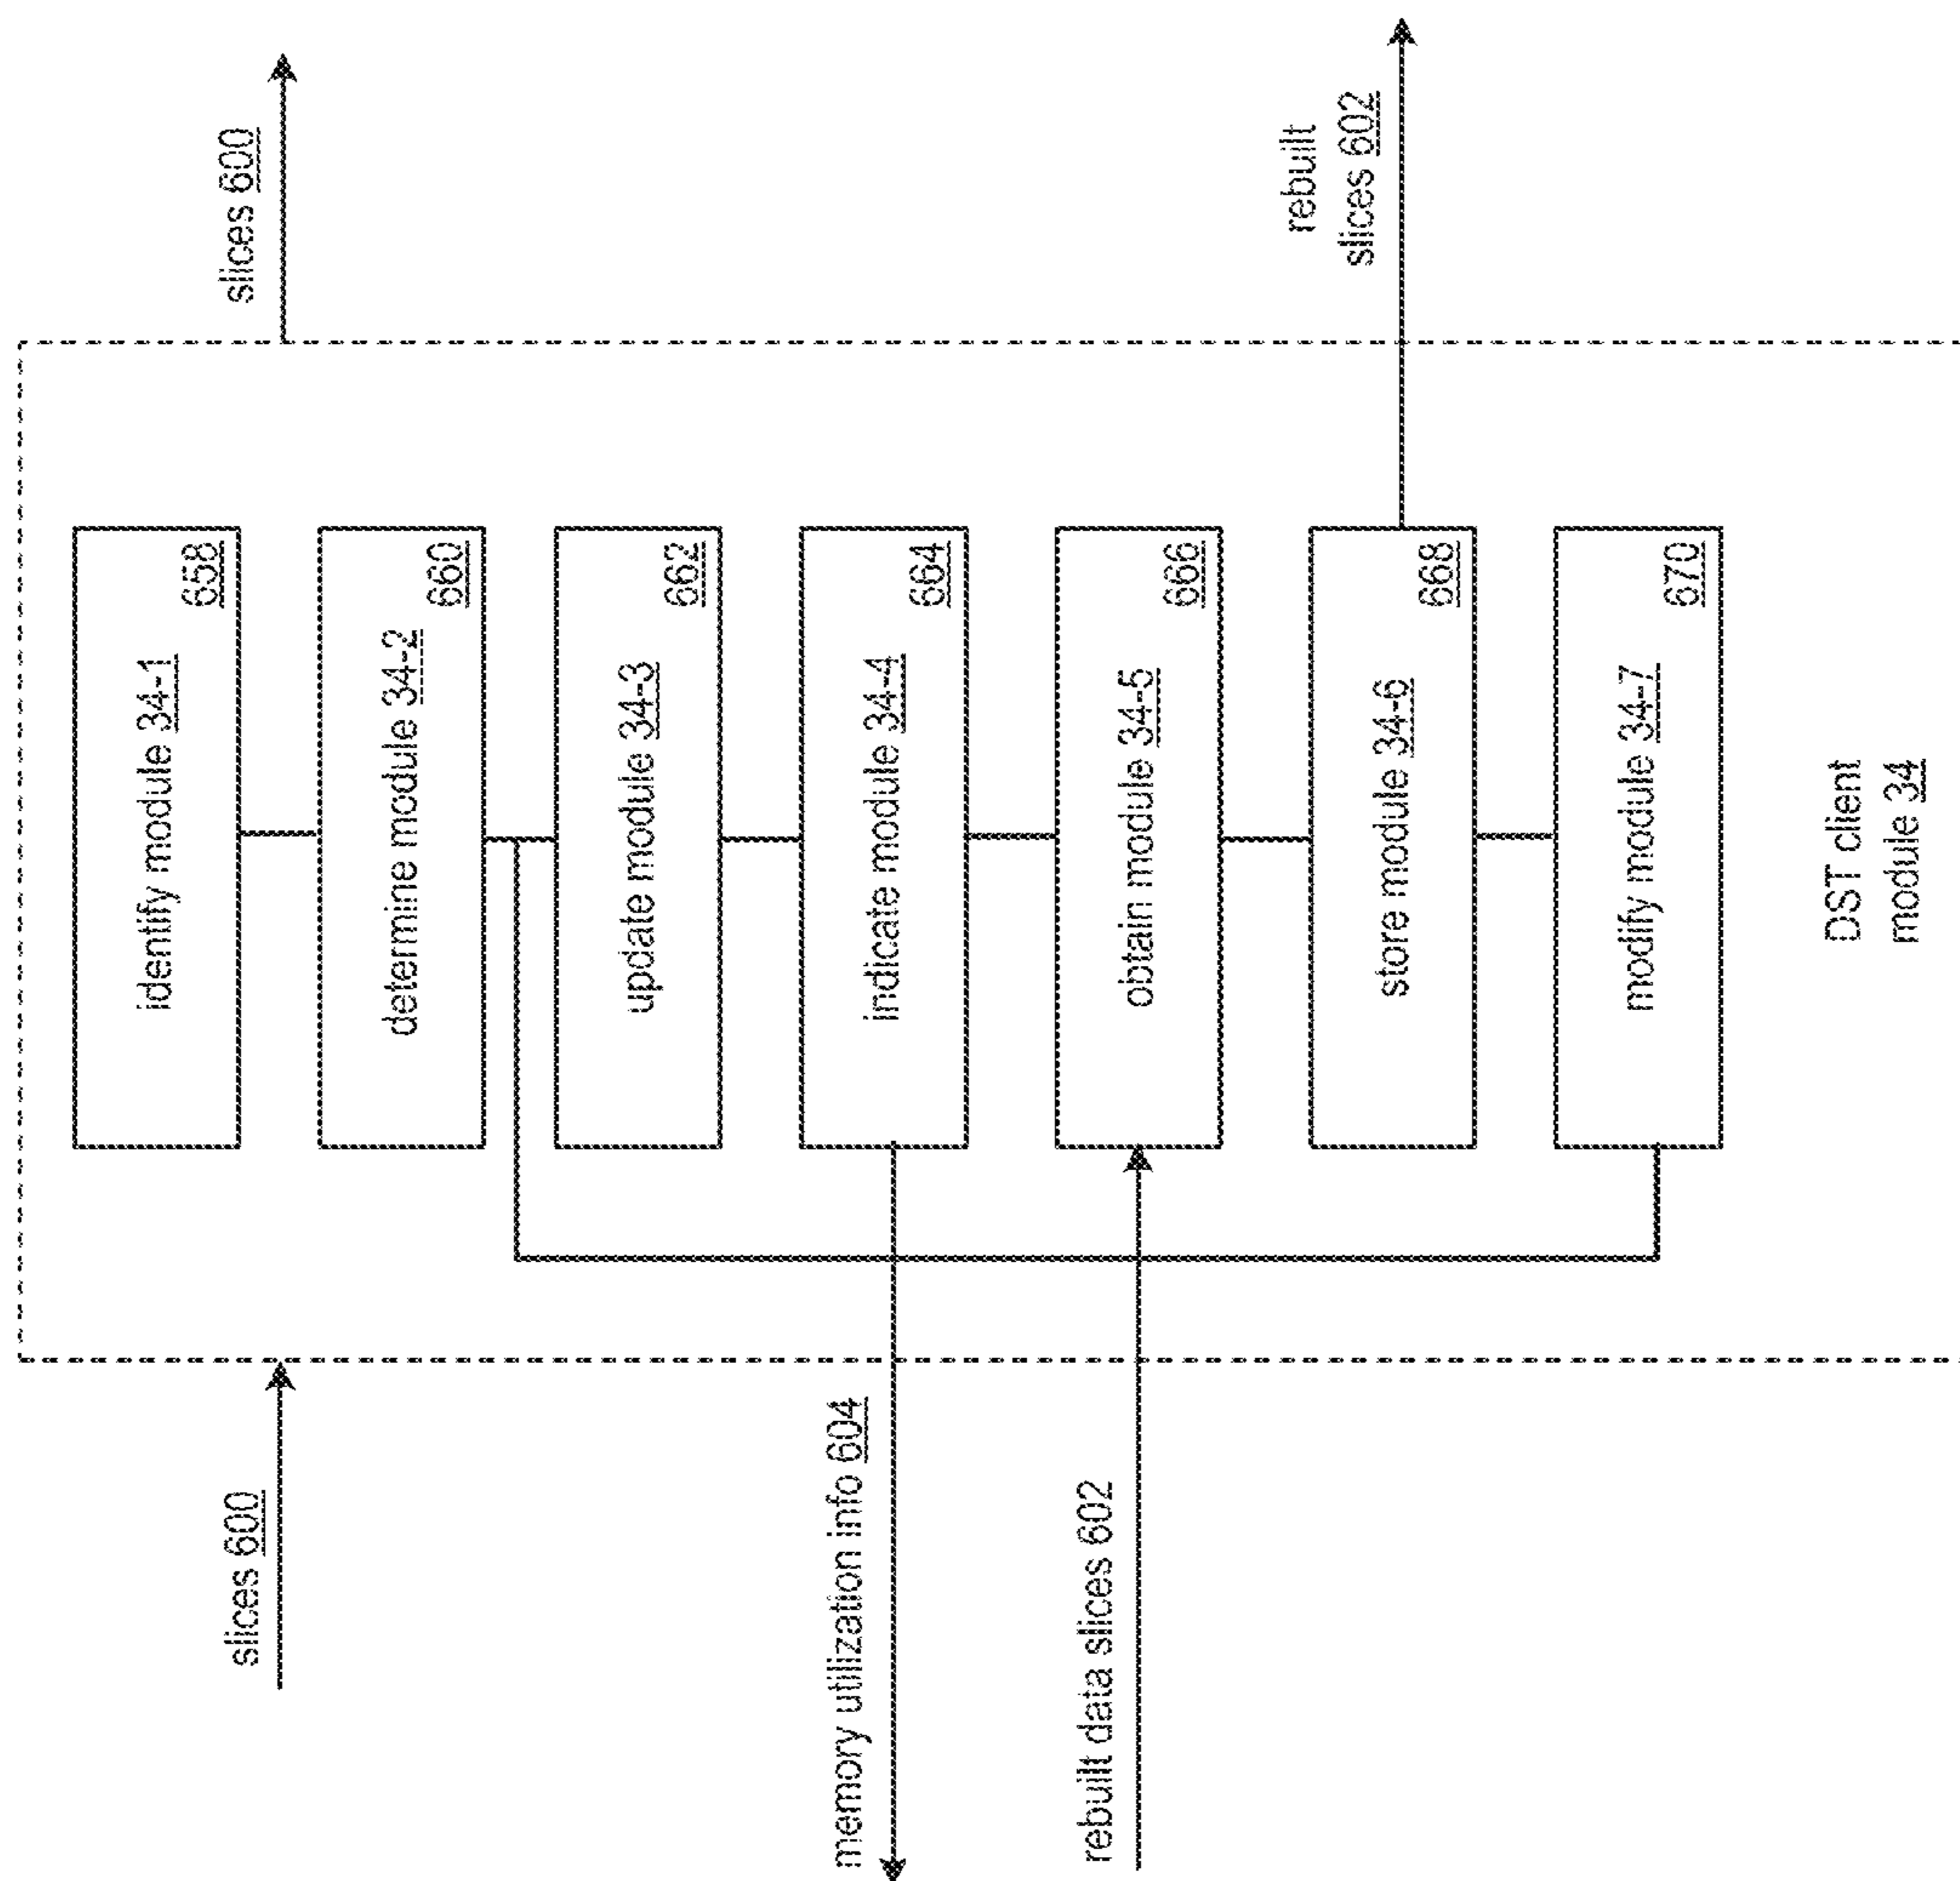 slices 600
slices 600
identify module 34-1
658
determine module 34-2
660
update module 34-3
662
memory utilization info 604
indicate module 34-4
664
rebuilt data slices 602
obtain module 34-5
666
rebuilt
slices 602
store module 34-6
668
modify module 34-7
670
DST client
module 34